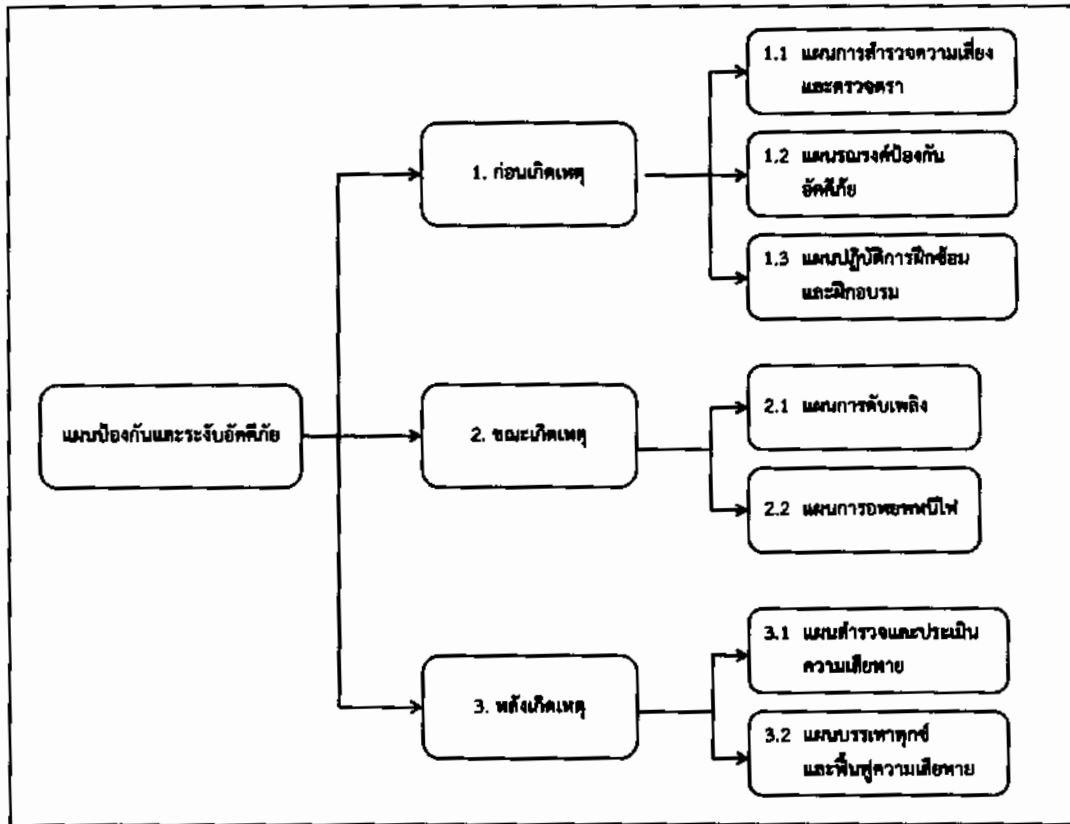 แผนป้องกันและระงับอัคคีภัย
1. ก่อนเกิดเหตุ
1.1 แผนการสำรวจความเสี่ยง
และตรวจตรา
1.2 แผนรณรงค์ป้องกัน
อัคคีภัย
1.3 แผนปฏิบัติการฝึกซ้อม
และฝึกอบรม
2. ขณะเกิดเหตุ
2.1 แผนการดับเพลิง
2.2 แผนการอพยพหนีไฟ
3. หลังเกิดเหตุ
3.1 แผนสำรวจและประเมิน
ความเสียหาย
3.2 แผนบรรเทาทุกข์
และฟื้นฟูความเสียหาย